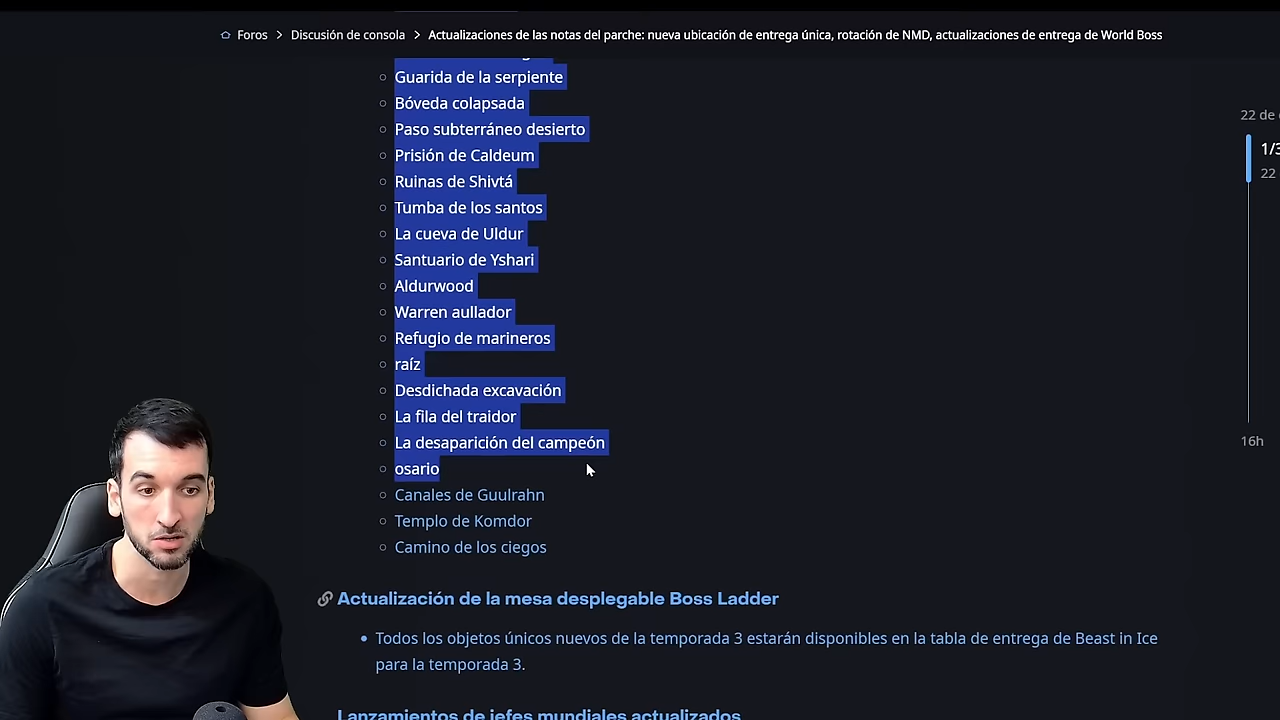 Foros > Discusión de consola > Actualizaciones de las notas del parche: nueva ubicación de entrega única, rotación de NMD, actualizaciones de entrega de World Boss
Guarida de la serpiente
Bóveda colapsada
22 de
Paso subterráneo desierto
1/3
Prisión de Caldeum
22
Ruinas de Shivtá
Tumba de los santos
La cueva de Uldur
Santuario de Yshari
Aldurwood
Warren aullador
Refugio de marineros
raíz
Desdichada excavación
La fila del traidor
La desaparición del campeón
16h
osario
Canales de Guulrahn
Templo de Komdor
Camino de los ciegos
Actualización de la mesa desplegable Boss Ladder
Todos los objetos únicos nuevos de la temporada 3 estarán disponibles en la tabla de entrega de Beast in Ice
para la temporada 3.
Lanzamientos de jefes mundiales actualizados